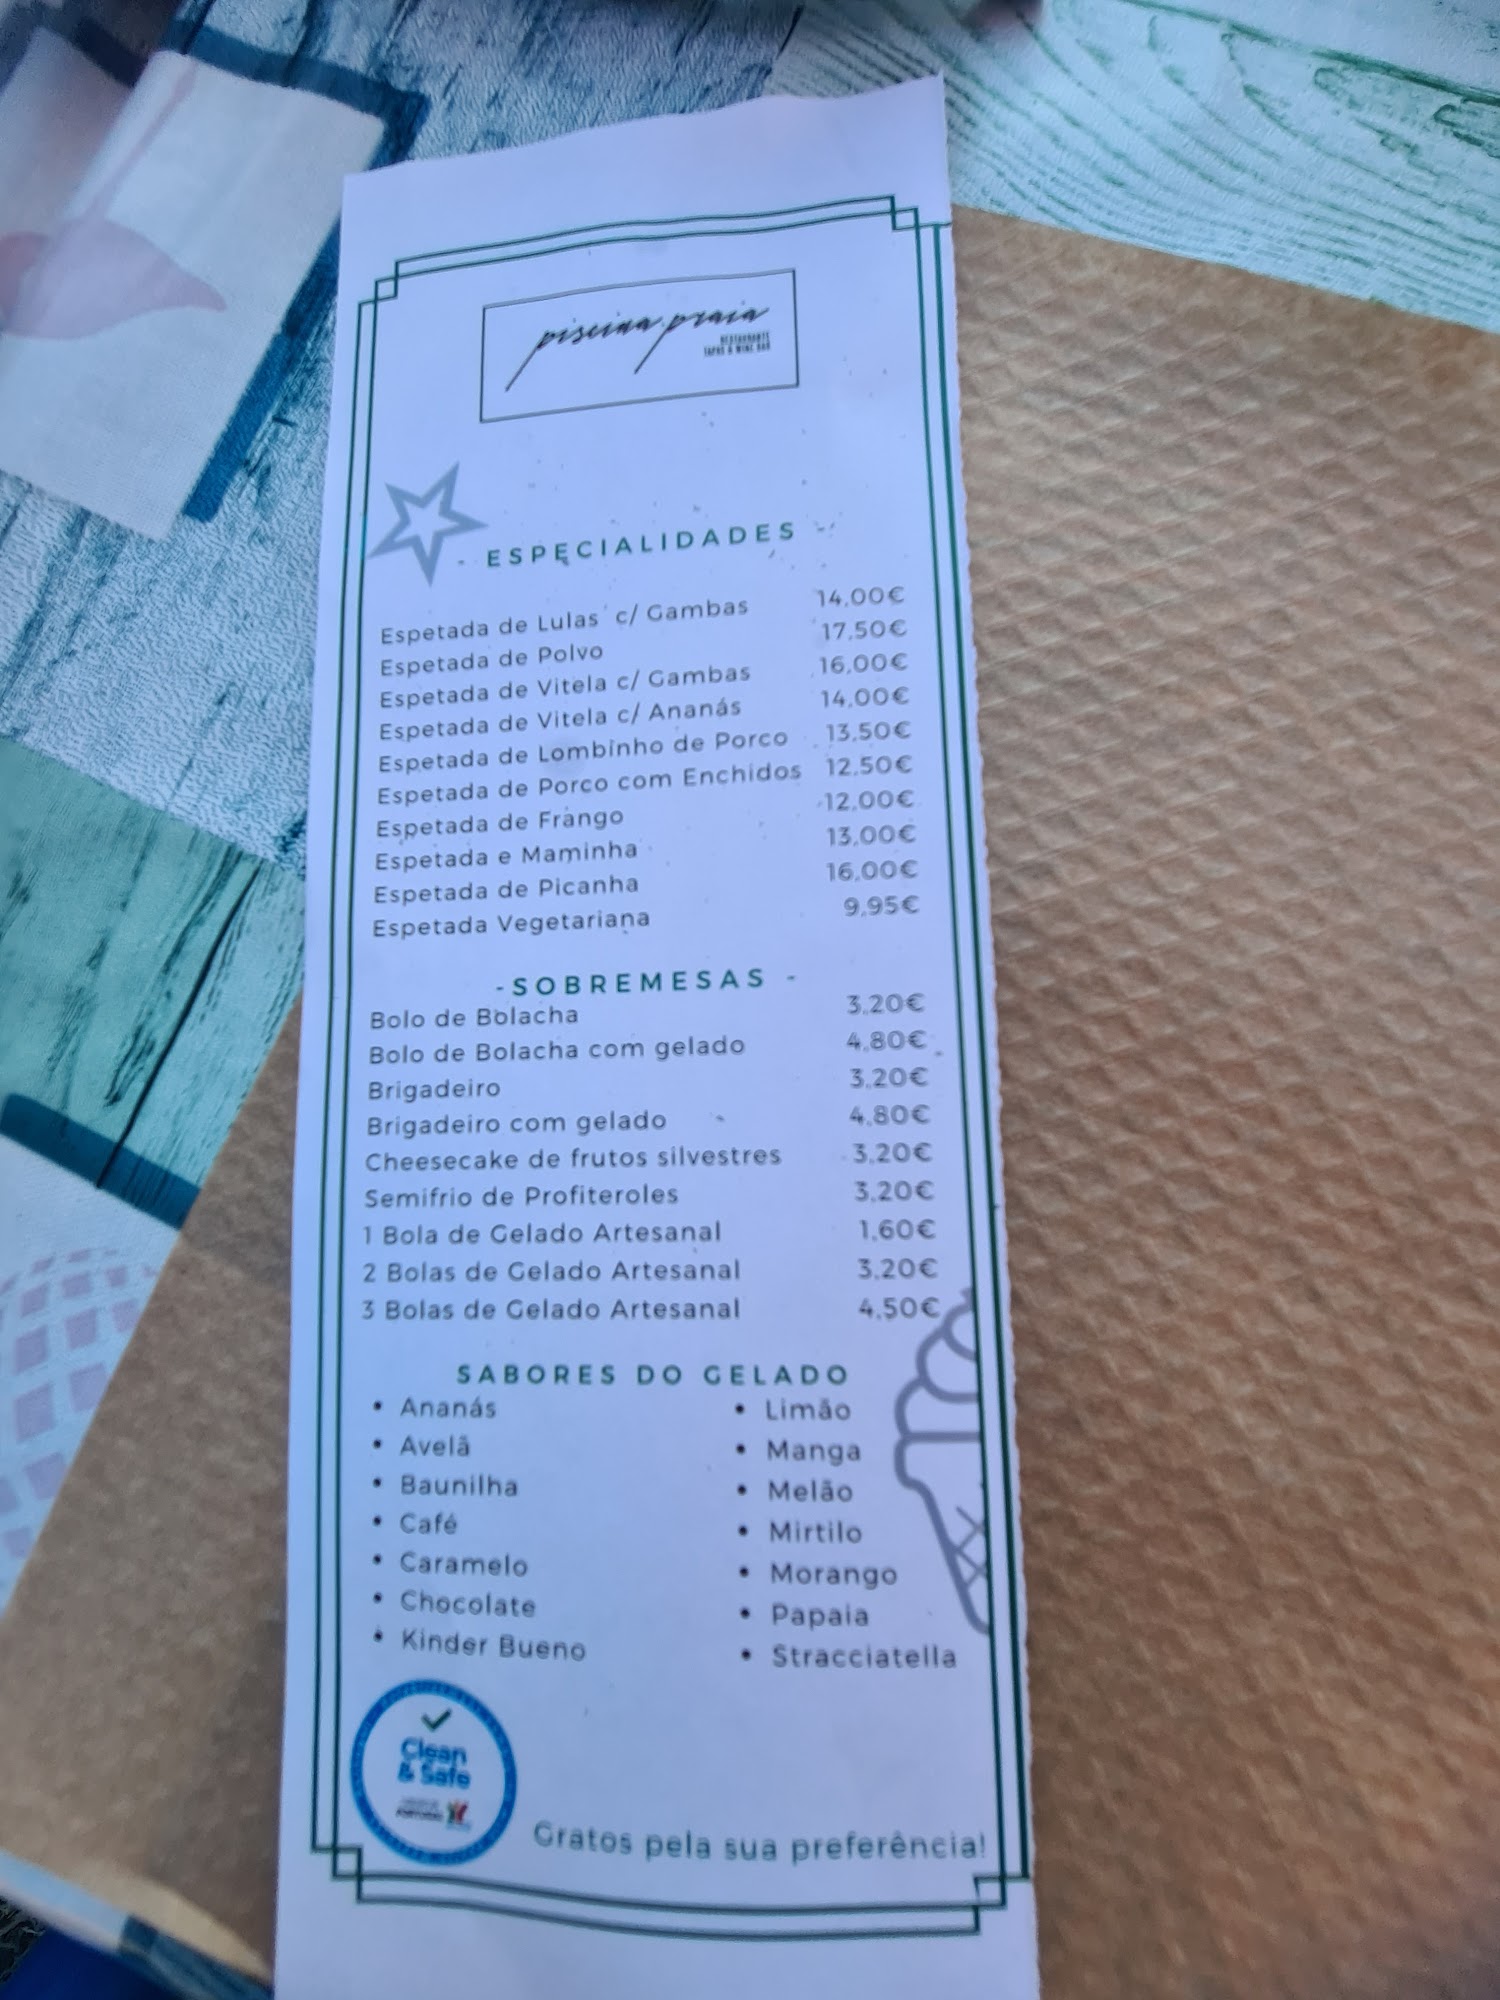 piscina praia
RESTAURANTE
TAPAS & WINE BAR
- ESPECIALIDADES -
Espetada de Lulas c/ Gambas 14,00€
Espetada de Polvo 17,50€
Espetada de Vitela c/ Gambas 16,00€
Espetada de Vitela c/ Ananás 14,00€
Espetada de Lombinho de Porco 13,50€
Espetada de Porco com Enchidos 12,50€
Espetada de Frango 12,00€
Espetada e Maminha 13,00€
Espetada de Picanha 16,00€
Espetada Vegetariana 9,95€
- SOBREMESAS -
Bolo de Bolacha 3,20€
Bolo de Bolacha com gelado 4,80€
Brigadeiro 3,20€
Brigadeiro com gelado 4,80€
Cheesecake de frutos silvestres 3,20€
Semifrio de Profiteroles 3,20€
1 Bola de Gelado Artesanal 1,60€
2 Bolas de Gelado Artesanal 3,20€
3 Bolas de Gelado Artesanal 4,50€
SABORES DO GELADO
• Ananás
• Avelã
• Baunilha
• Café
• Caramelo
• Chocolate
• Kinder Bueno
• Limão
• Manga
• Melão
• Mirtilo
• Morango
• Papaia
• Stracciatella
Clean
& Safe
PORTUGAL
Gratos pela sua preferência!